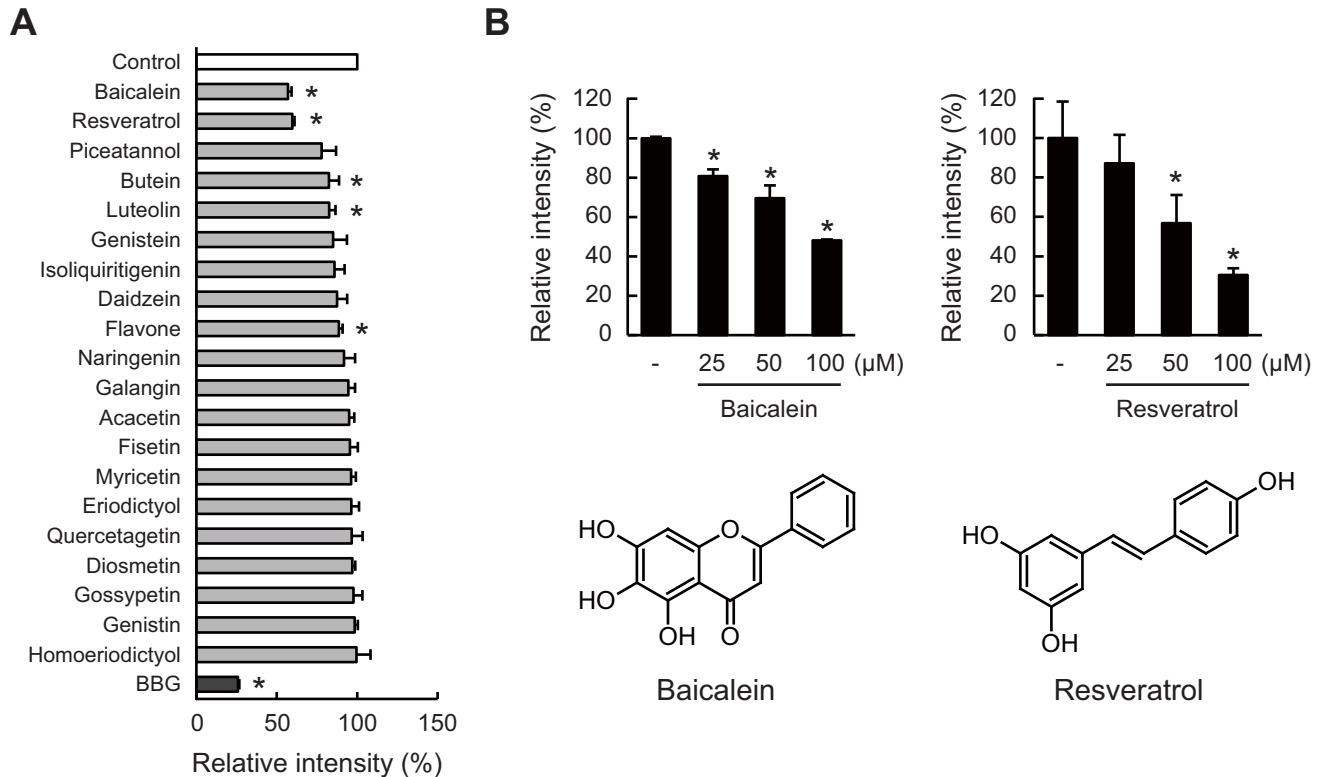 A
Control
Baicalein
*
Resveratrol
*
Piceatannol
Butein
*
Luteolin
*
Genistein
Isoliquiritigenin
Daidzein
Flavone
*
Naringenin
Galangin
Acacetin
Fisetin
Myricetin
Eriodictyol
Quercetagetin
Diosmetin
Gossypetin
Genistin
Homoeriodictyol
BBG
*
0 50 100 150
Relative intensity (%)
B
Relative intensity (%)
120
100
80
60
40
20
0
* * *
- 25 50 100 (µM)
Baicalein
Relative intensity (%)
120
100
80
60
40
20
0
* *
- 25 50 100 (µM)
Resveratrol
HO
HO
OH
O
O
Baicalein
HO
OH
OH
Resveratrol